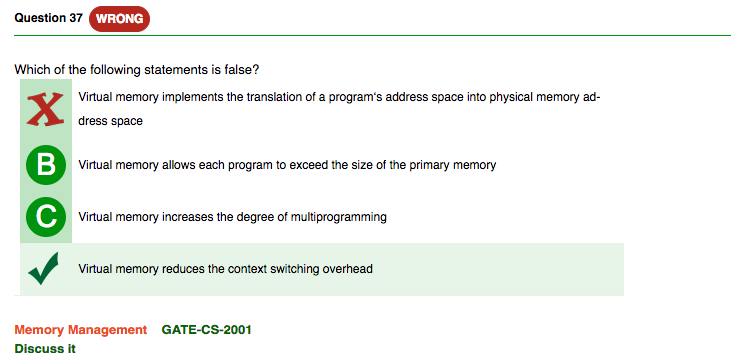 Question 37 WRONG
Which of the following statements is false?
X Virtual memory implements the translation of a program's address space into physical memory ad-
dress space
B Virtual memory allows each program to exceed the size of the primary memory
C Virtual memory increases the degree of multiprogramming
Virtual memory reduces the context switching overhead
Memory Management GATE-CS-2001
Discuss it